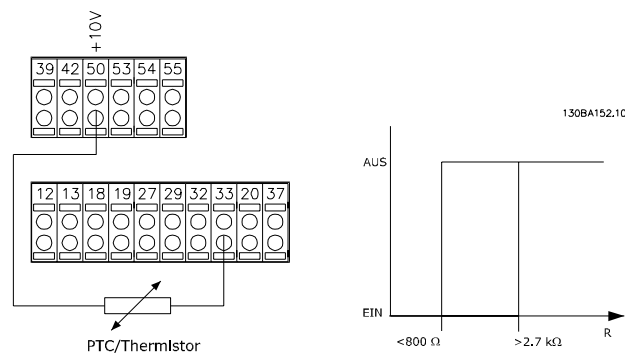 +10V
39 42 50 53 54 55
130BA152.10
12 13 18 19 27 29 32 33 20 37
PTC/Thermistor
AUS
EIN
<800 Ω
>2.7 kΩ
R